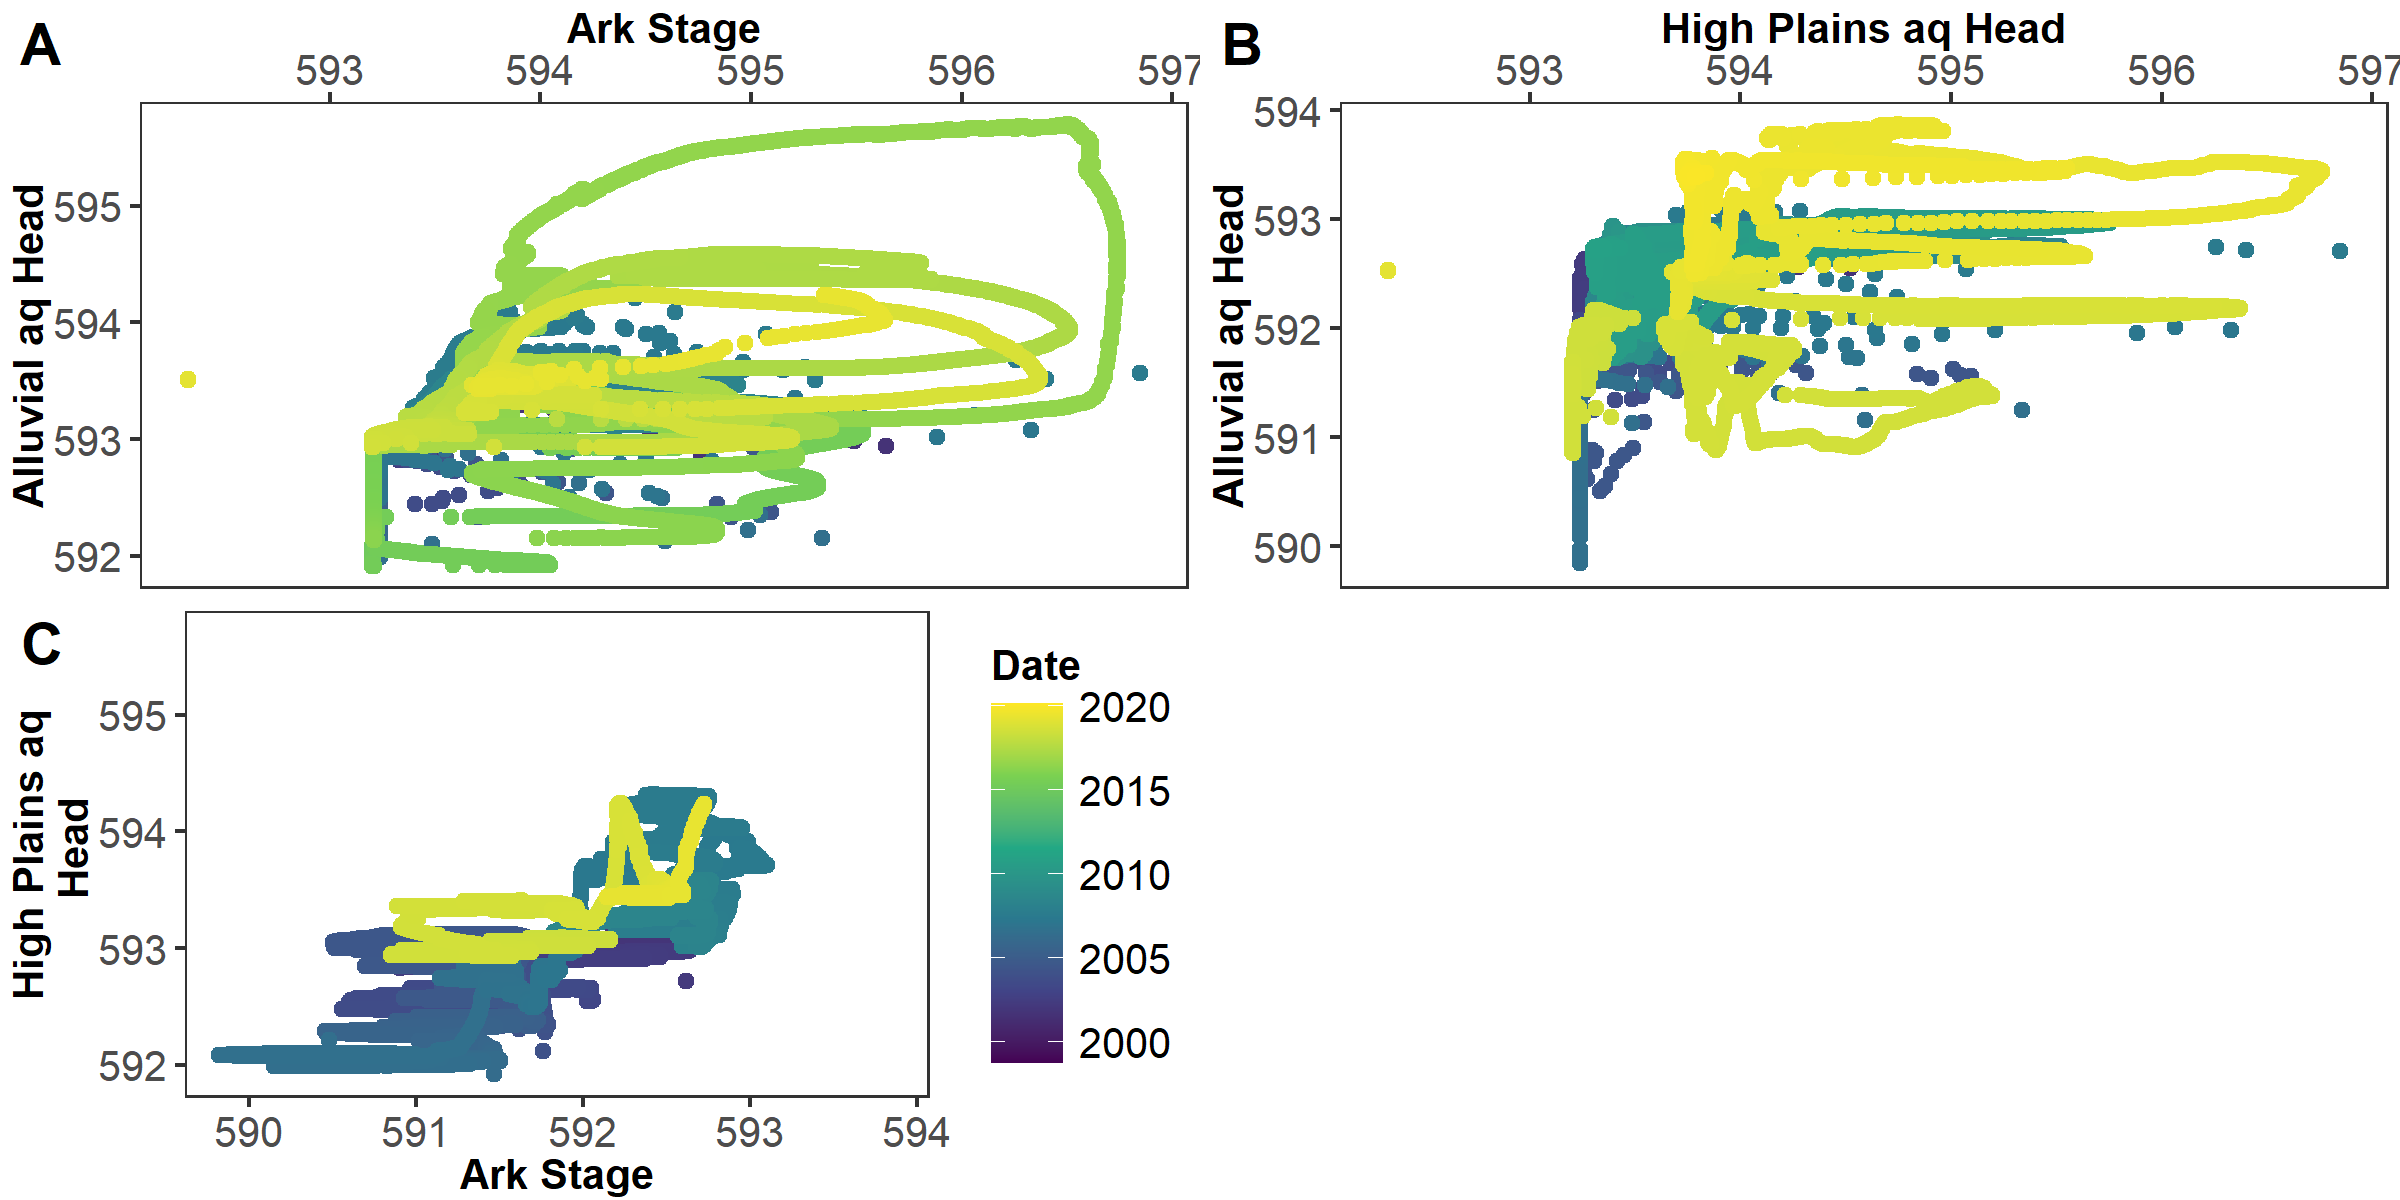 A
Ark Stage
593 594 595 596 597
Alluvial aq Head
595
594
593
592
B
High Plains aq Head
593 594 595 596 597
Alluvial aq Head
594
593
592
591
590
C
High Plains aq
Head
595
594
593
592
590 591 592 593 594
Ark Stage
Date
2020
2015
2010
2005
2000